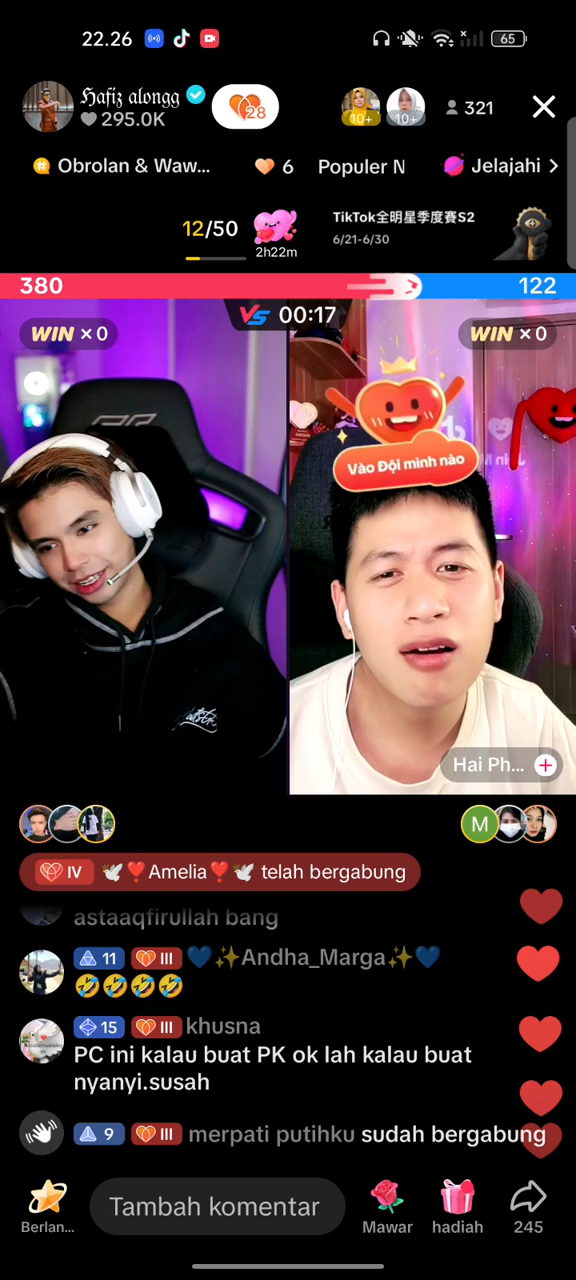 22.26
65
Hafiz alongg
295.0K
28
10+
10+
321
Obrolan & Waw...
6
Populer N
Jelajahi
12/50
2h22m
TikTok全明星季度賽S2
6/21-6/30
380
122
VS 00:17
WIN × 0
WIN × 0
Vào Đội mình nào
Hai Ph...
M
IV 🕊️❤️Amelia❤️🕊️ telah bergabung
astaaqfirullah bang
11 III 💙✨Andha_Marga✨💙
🤣🤣🤣🤣
15 III khusna
PC ini kalau buat PK ok lah kalau buat
nyanyi.susah
9 III merpati putihku sudah bergabung
Berlan...
Tambah komentar
Mawar
hadiah
245